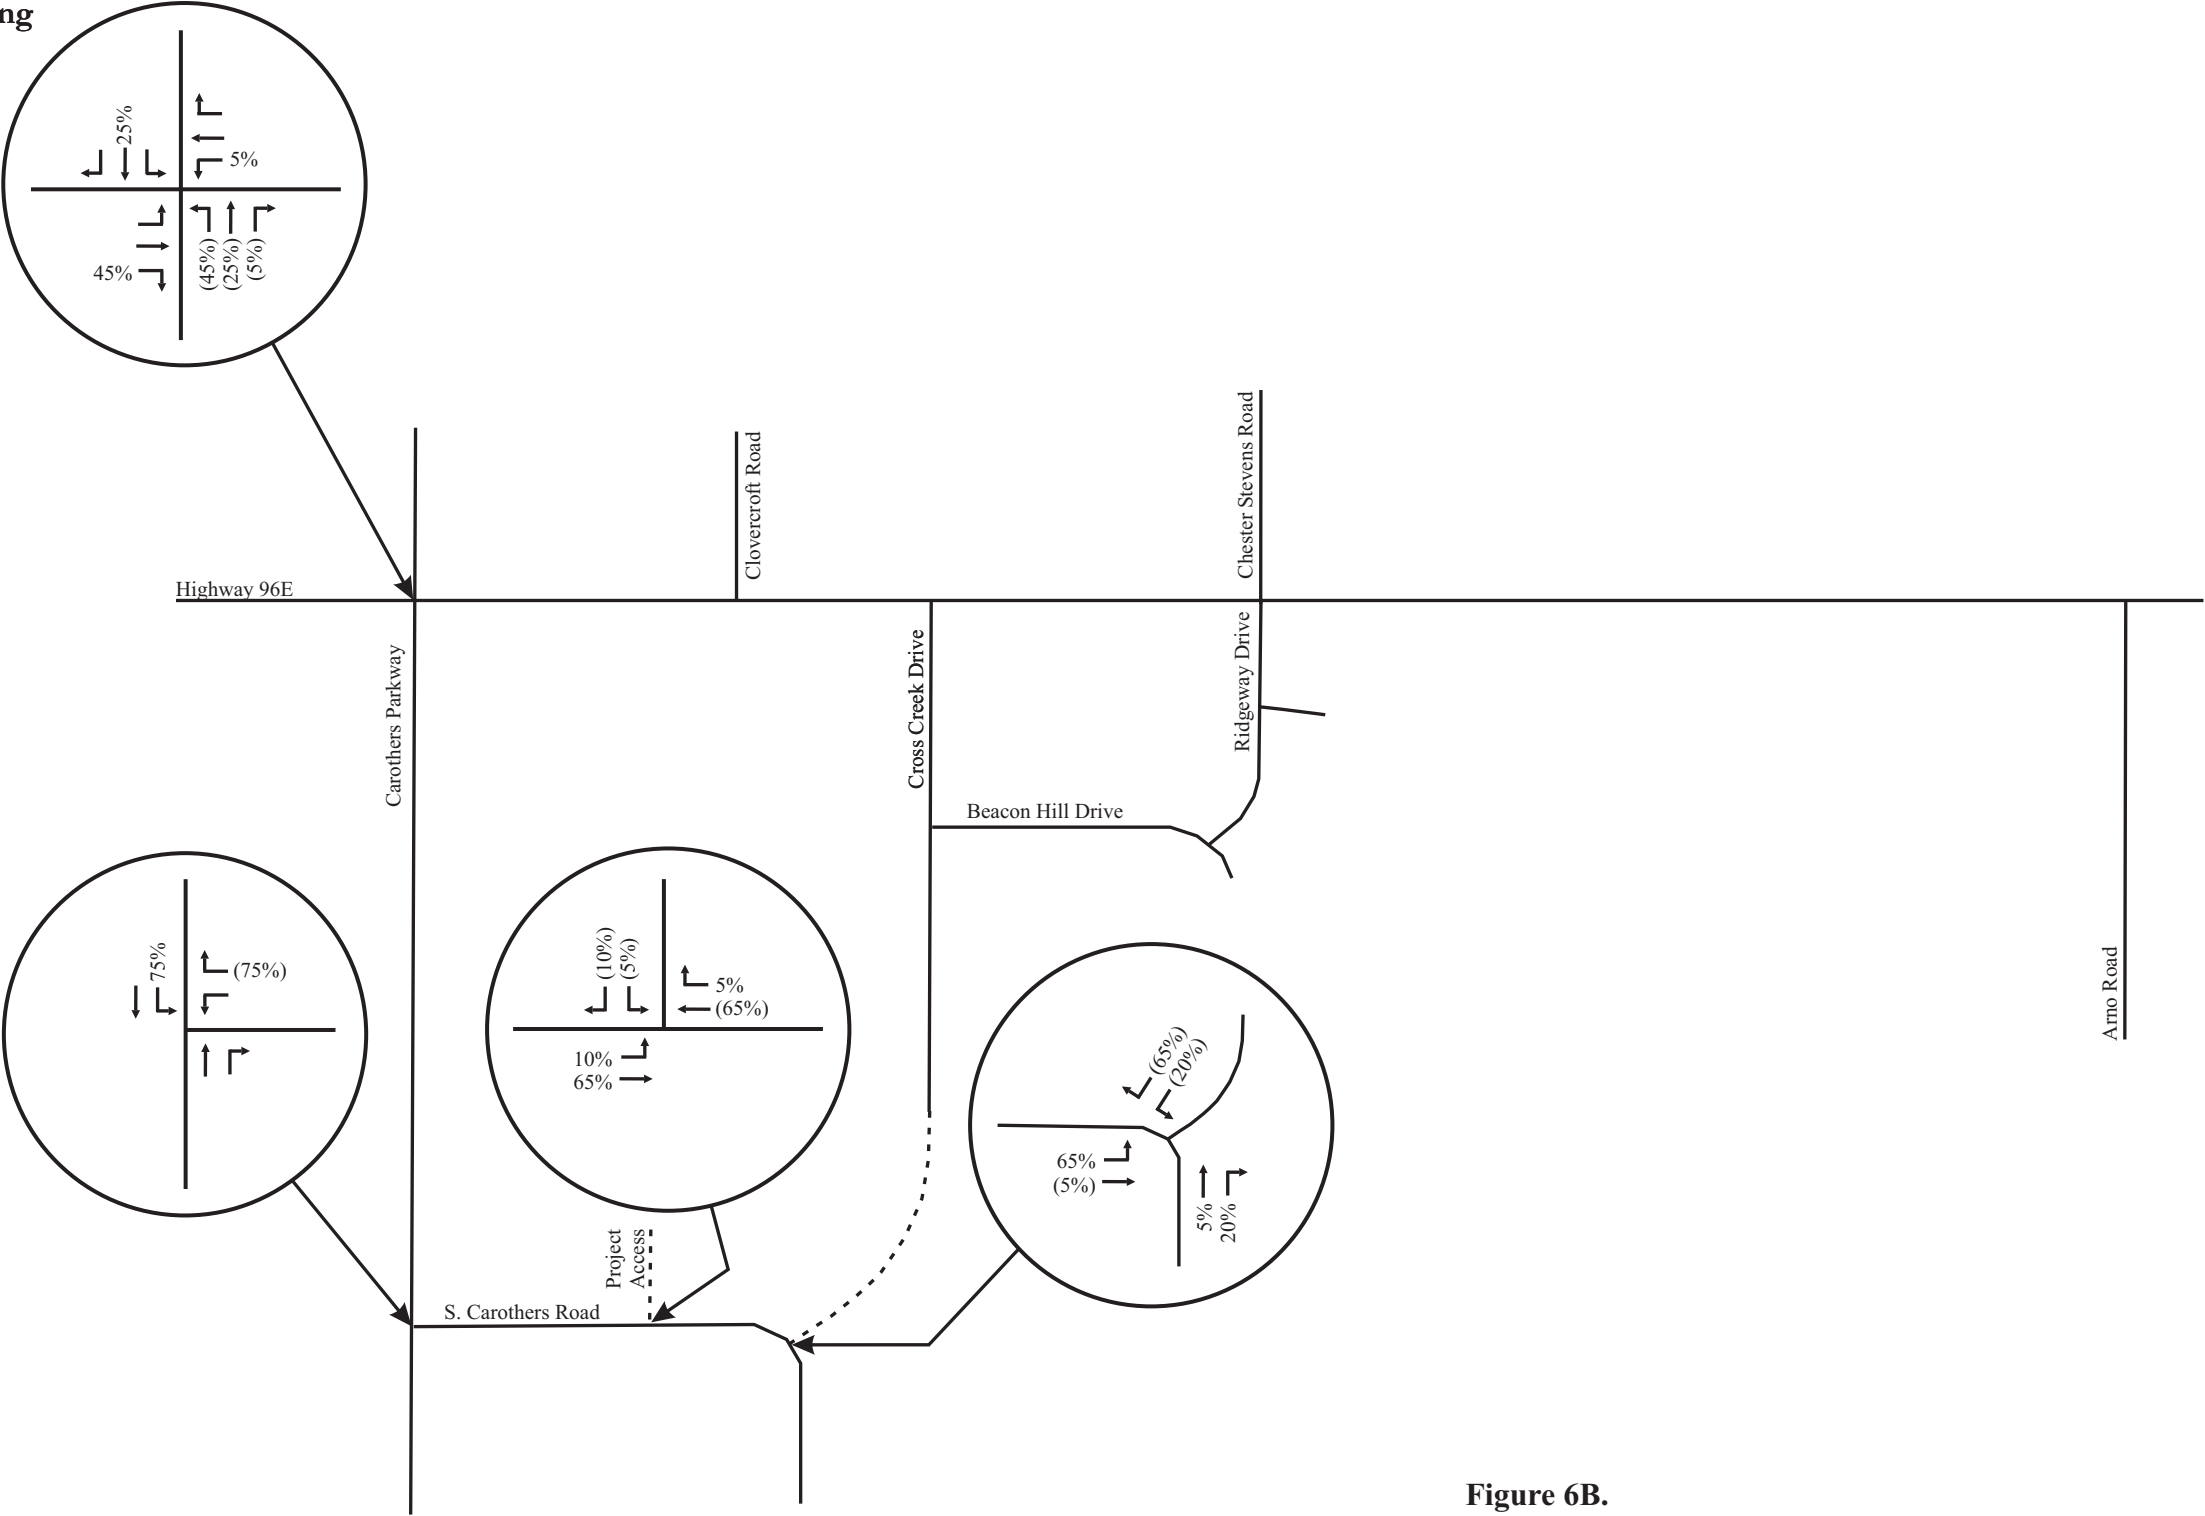 ng
25%
5%
45%
(45%)
(25%)
(5%)
Clovercroft Road
Chester Stevens Road
Highway 96E
Carothers Parkway
Cross Creek Drive
Ridgeway Drive
Beacon Hill Drive
Arno Road
75%
(75%)
(10%)
(5%)
5%
(65%)
10%
65%
(65%)
(20%)
65%
(5%)
5%
20%
Project
Access
S. Carothers Road
Figure 6B.